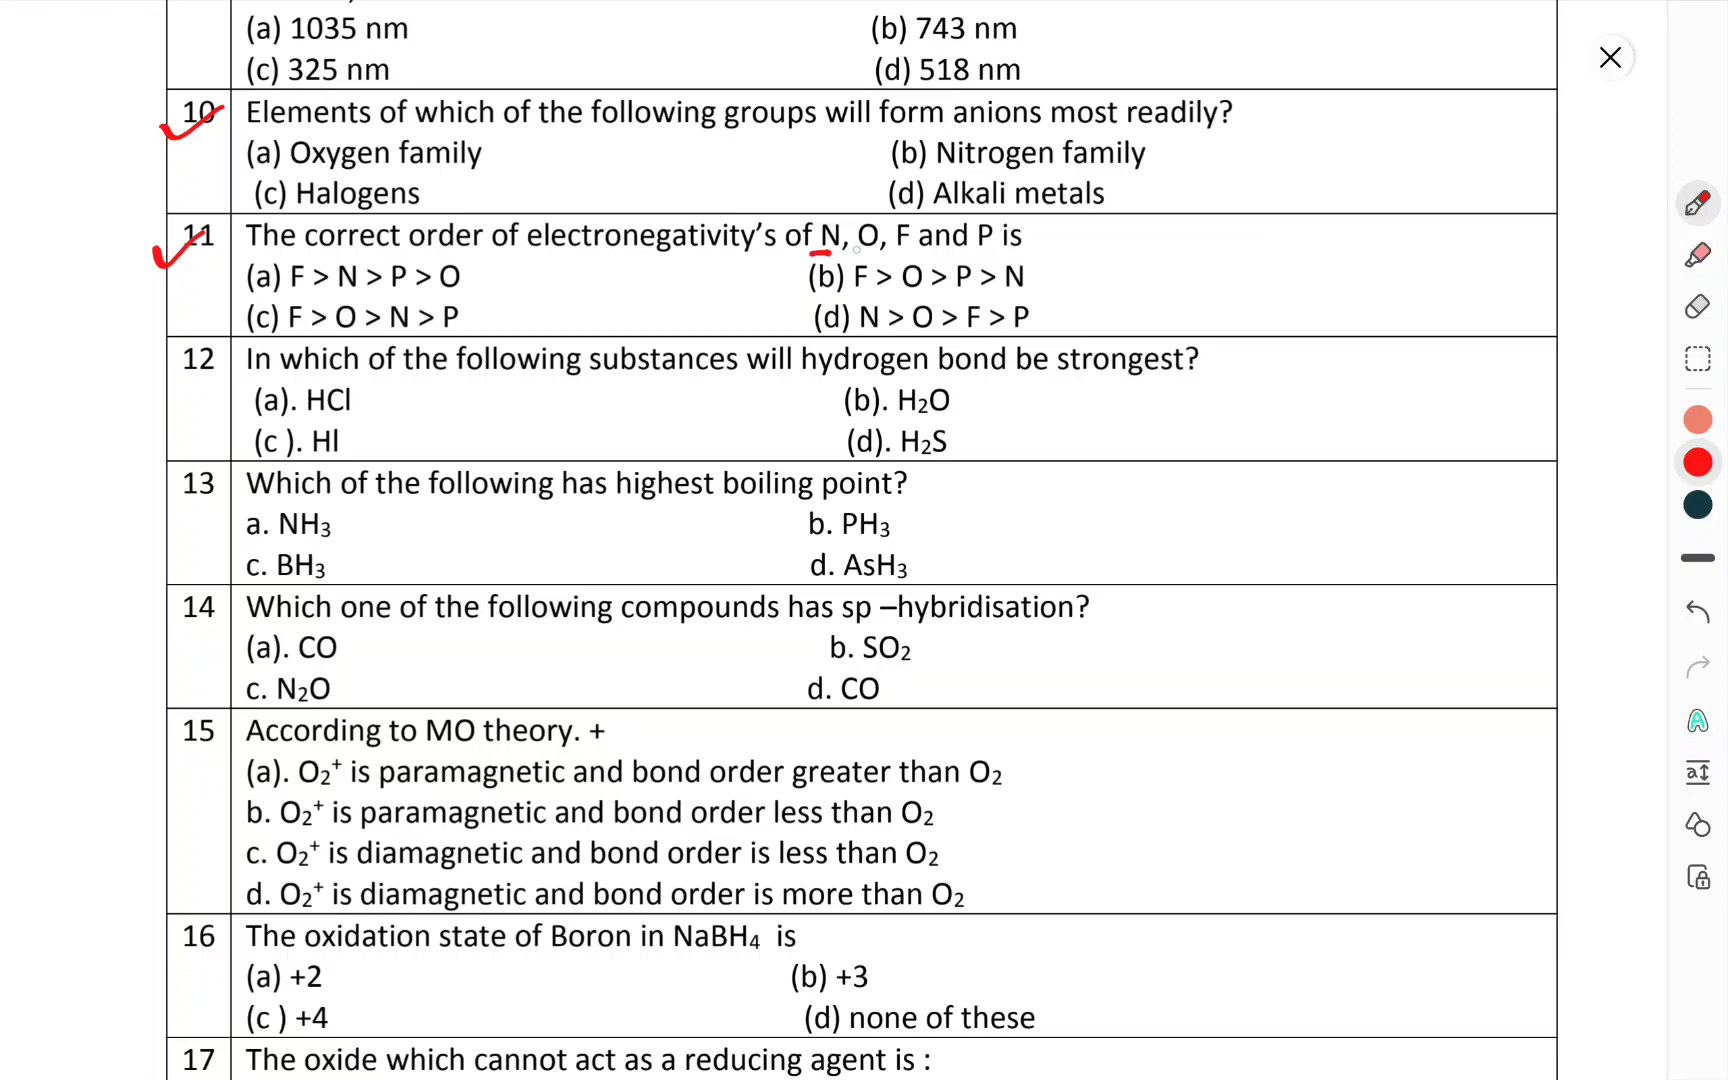 (a) 1035 nm (b) 743 nm
(c) 325 nm (d) 518 nm
10 Elements of which of the following groups will form anions most readily?
(a) Oxygen family (b) Nitrogen family
(c) Halogens (d) Alkali metals
11 The correct order of electronegativity’s of N, O, F and P is
(a) F > N > P > O (b) F > O > P > N
(c) F > O > N > P (d) N > O > F > P
12 In which of the following substances will hydrogen bond be strongest?
(a). HCl (b). H₂O
(c ). Hl (d). H₂S
13 Which of the following has highest boiling point?
a. NH₃ b. PH₃
c. BH₃ d. AsH₃
14 Which one of the following compounds has sp –hybridisation?
(a). CO b. SO₂
c. N₂O d. CO
15 According to MO theory. +
(a). O₂⁺ is paramagnetic and bond order greater than O₂
b. O₂⁺ is paramagnetic and bond order less than O₂
c. O₂⁺ is diamagnetic and bond order is less than O₂
d. O₂⁺ is diamagnetic and bond order is more than O₂
16 The oxidation state of Boron in NaBH₄ is
(a) +2 (b) +3
(c ) +4 (d) none of these
17 The oxide which cannot act as a reducing agent is :